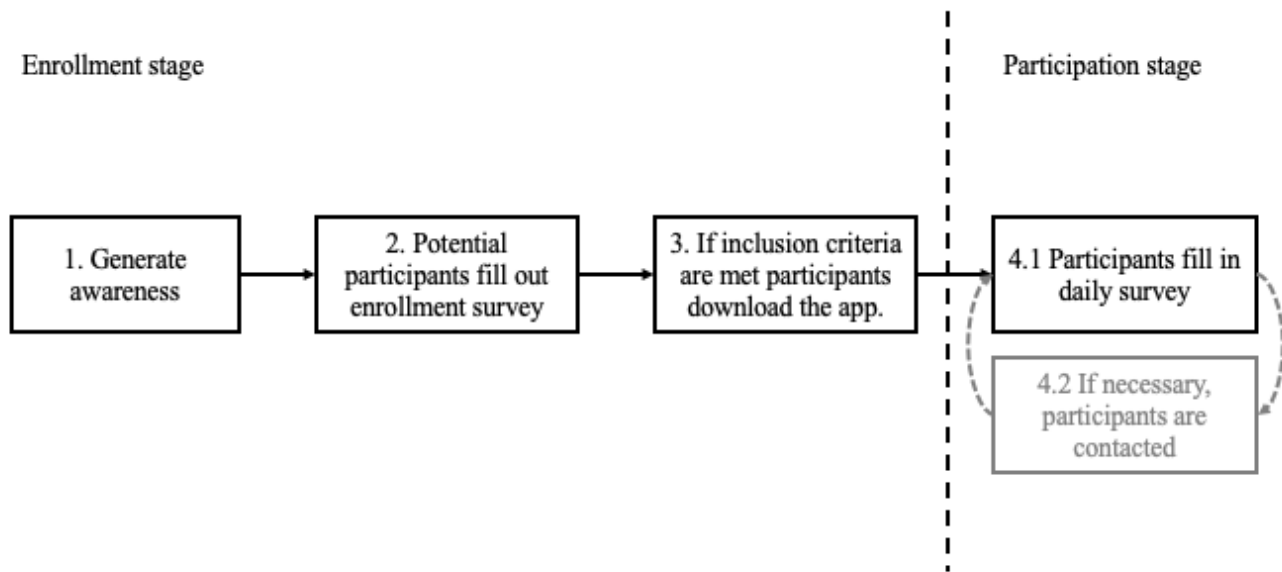 Enrollment stage
Participation stage
1. Generate
awareness
2. Potential
participants fill out
enrollment survey
3. If inclusion criteria
are met participants
download the app.
4.1 Participants fill in
daily survey
4.2 If necessary,
participants are
contacted